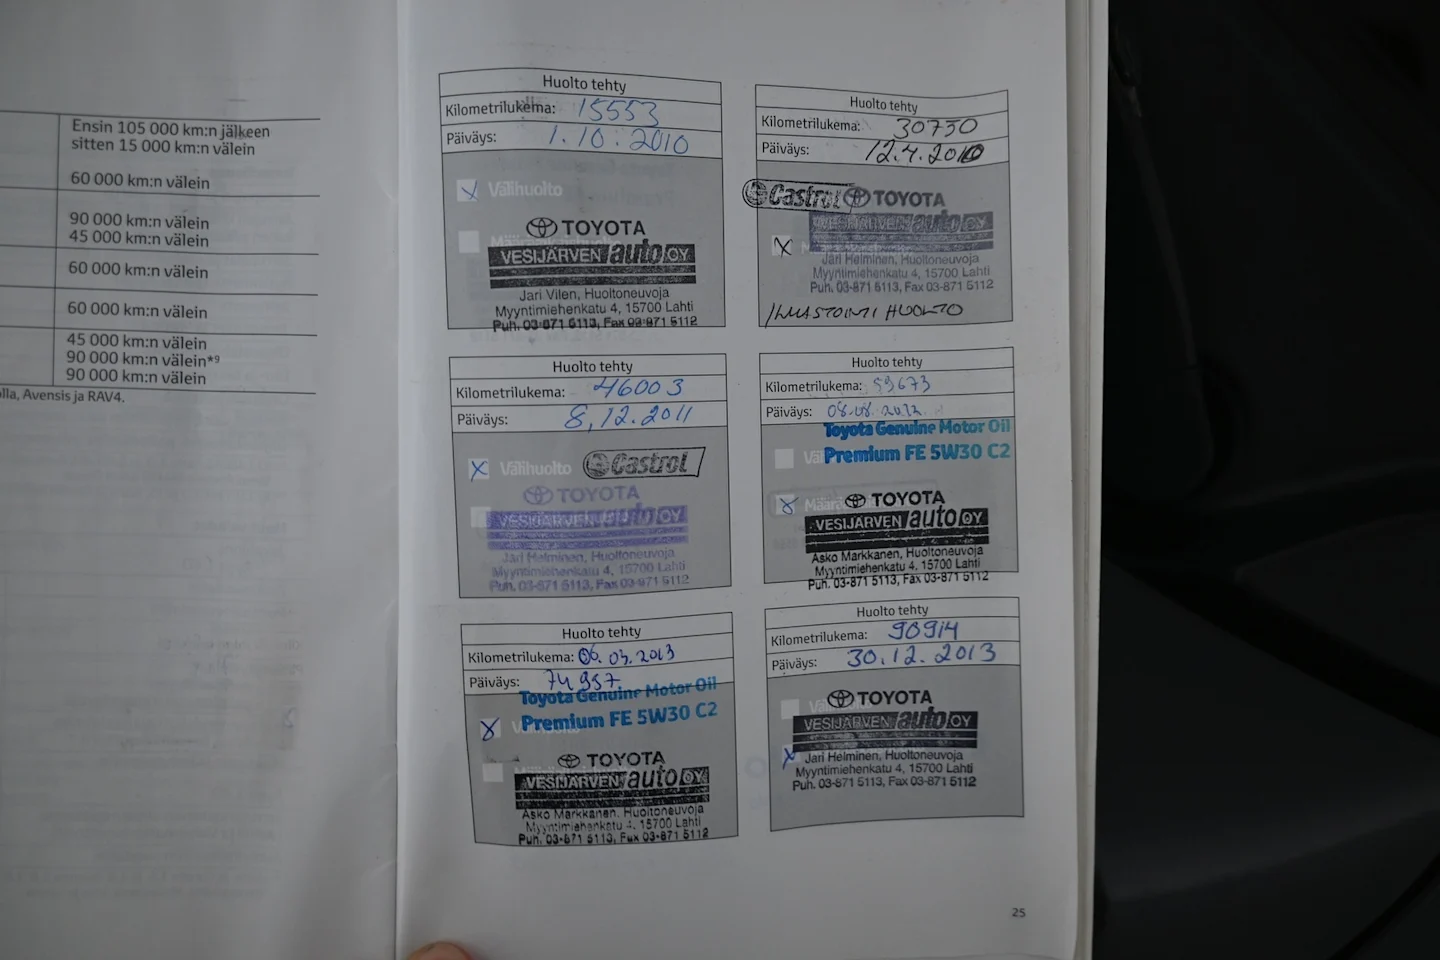 Ensin 105 000 km:n jälkeen
sitten 15 000 km:n välein
60 000 km:n välein
90 000 km:n välein
45 000 km:n välein
60 000 km:n välein
60 000 km:n välein
45 000 km:n välein
90 000 km:n välein*9
90 000 km:n välein
olla, Avensis ja RAV4.
Huolto tehty
Kilometrilukema: 15553
Päiväys: 1.10.2010
Välihuolto
TOYOTA
VESIJÄRVEN auto OY
Jari Vilen, Huoltoneuvoja
Myyntimiehenkatu 4, 15700 Lahti
Puh. 03-871 5113, Fax 03-871 5112
Huolto tehty
Kilometrilukema: 30750
Päiväys: 12.4.2010
Castrol TOYOTA
VESIJÄRVEN auto OY
Jari Helminen, Huoltoneuvoja
Myyntimiehenkatu 4, 15700 Lahti
Puh. 03-871 5113, Fax 03-871 5112
ILMASTOINTI HUOLTO
Huolto tehty
Kilometrilukema: 46003
Päiväys: 8,12.2011
Välihuolto Castrol
TOYOTA
VESIJÄRVEN auto OY
Jari Helminen, Huoltoneuvoja
Myyntimiehenkatu 4, 15700 Lahti
Puh. 03-871 5113, Fax 03-871 5112
Huolto tehty
Kilometrilukema: 59673
Päiväys: 08.08.2012
Toyota Genuine Motor Oil
Premium FE 5W30 C2
TOYOTA
VESIJÄRVEN auto OY
Asko Markkanen, Huoltoneuvoja
Myyntimiehenkatu 4, 15700 Lahti
Puh. 03-871 5113, Fax 03-871 5112
Huolto tehty
Kilometrilukema: 06.03.2013
Päiväys: 74957
Toyota Genuine Motor Oil
Premium FE 5W30 C2
TOYOTA
VESIJÄRVEN auto OY
Asko Markkanen, Huoltoneuvoja
Myyntimiehenkatu 4, 15700 Lahti
Puh. 03-871 5113, Fax 03-871 5112
Huolto tehty
Kilometrilukema: 90914
Päiväys: 30.12.2013
TOYOTA
VESIJÄRVEN auto OY
Jari Helminen, Huoltoneuvoja
Myyntimiehenkatu 4, 15700 Lahti
Puh. 03-871 5113, Fax 03-871 5112
25